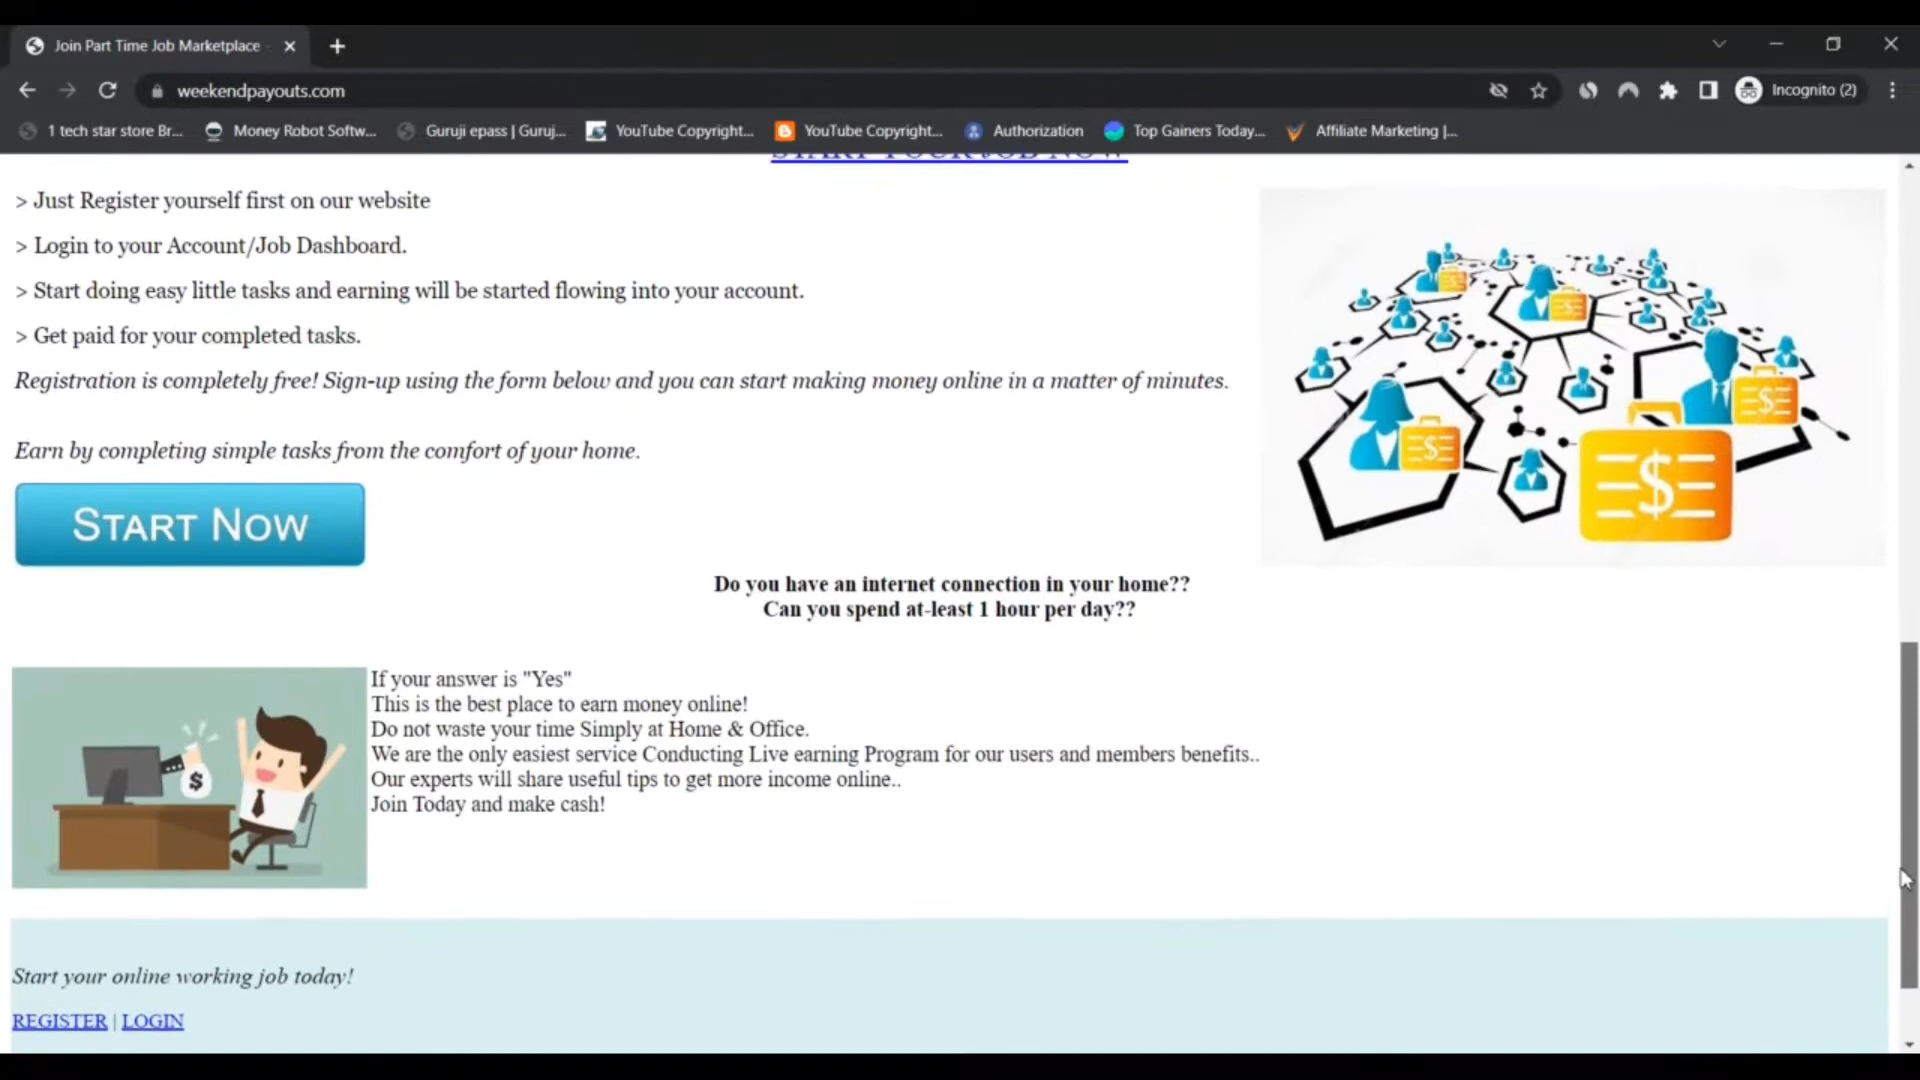 Join Part Time Job Marketplace
weekendpayouts.com
Incognito (2)
1 tech star store Br...
Money Robot Softw...
Guruji epass | Guruj...
YouTube Copyright...
YouTube Copyright...
Authorization
Top Gainers Today...
Affiliate Marketing |...
START YOUR JOB NOW
> Just Register yourself first on our website
> Login to your Account/Job Dashboard.
> Start doing easy little tasks and earning will be started flowing into your account.
> Get paid for your completed tasks.
Registration is completely free! Sign-up using the form below and you can start making money online in a matter of minutes.
Earn by completing simple tasks from the comfort of your home.
START NOW
$
$
$
Do you have an internet connection in your home??
Can you spend at-least 1 hour per day??
$
If your answer is "Yes"
This is the best place to earn money online!
Do not waste your time Simply at Home & Office.
We are the only easiest service Conducting Live earning Program for our users and members benefits..
Our experts will share useful tips to get more income online..
Join Today and make cash!
Start your online working job today!
REGISTER | LOGIN